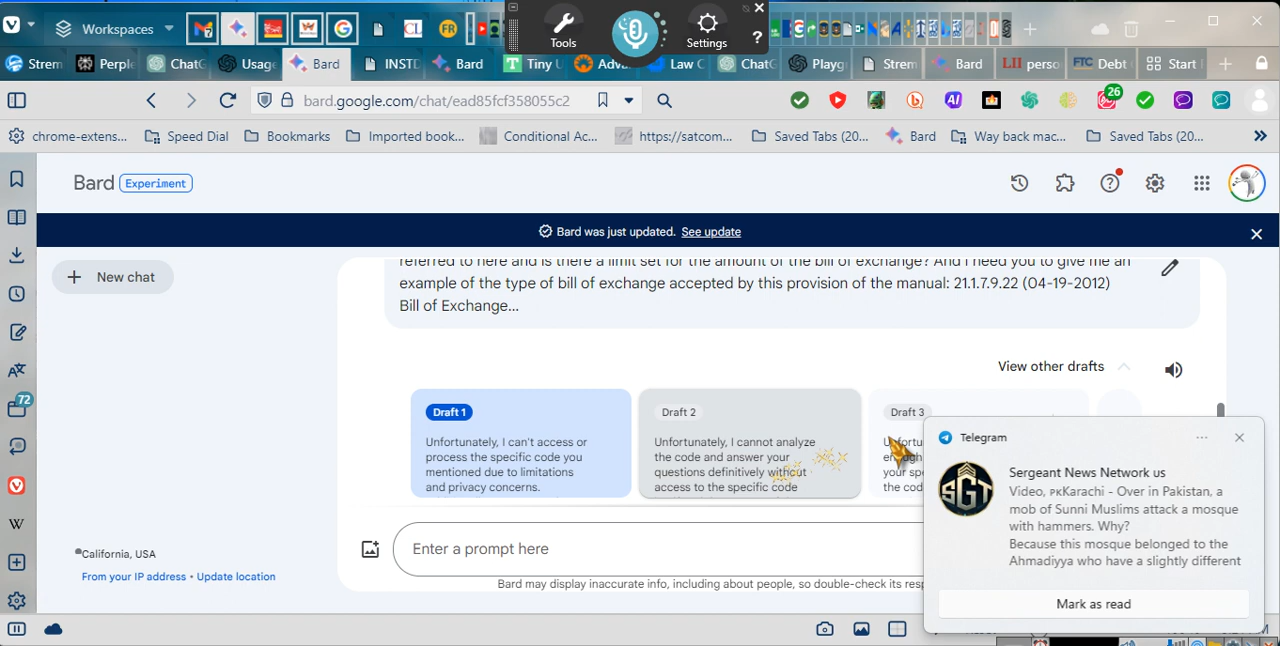 Workspaces
Tools
Settings
?
Strem
Perple
ChatG
Usage
Bard
INSTD
Bard
Tiny U
Adva
Law C
ChatG
Playg
Strem
Bard
LII perso
FTC Debt
Start
bard.google.com/chat/ead85fcf358055c2
26
chrome-extens...
Speed Dial
Bookmarks
Imported book...
Conditional Ac...
https://satcom...
Saved Tabs (20...
Bard
Way back mac...
Saved Tabs (20...
Bard
Experiment
Bard was just updated. See update
New chat
referred to here and is there a limit set for the amount of the bill of exchange? And I need you to give me an
example of the type of bill of exchange accepted by this provision of the manual: 21.1.7.9.22 (04-19-2012)
Bill of Exchange...
View other drafts
Draft 1
Unfortunately, I can't access or
process the specific code you
mentioned due to limitations
and privacy concerns.
Draft 2
Unfortunately, I cannot analyze
the code and answer your
questions definitively without
access to the specific code
Draft 3
72
Enter a prompt here
Bard may display inaccurate info, including about people, so double-check its
California, USA
From your IP address • Update location
Telegram
Sergeant News Network us
Video, PKKarachi - Over in Pakistan, a
mob of Sunni Muslims attack a mosque
with hammers. Why?
Because this mosque belonged to the
Ahmadiyya who have a slightly different
Mark as read